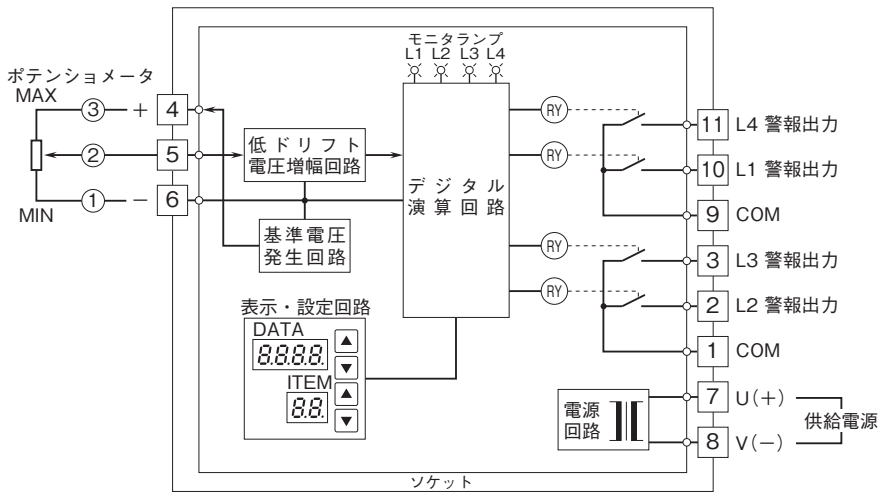 モニタランプ
L1 L2 L3 L4
ポテンショメータ
MAX
3 + 4
2 5
1 − 6
MIN
低ドリフト
電圧増幅回路
基準電圧
発生回路
デジタル
演算回路
RY
RY
RY
RY
11 L4 警報出力
10 L1 警報出力
9 COM
3 L3 警報出力
2 L2 警報出力
1 COM
表示・設定回路
DATA
8.8.8.8.
▲
▼
ITEM
8.8.
▲
▼
電源
回路
7 U(+)
8 V(−)
供給電源
ソケット